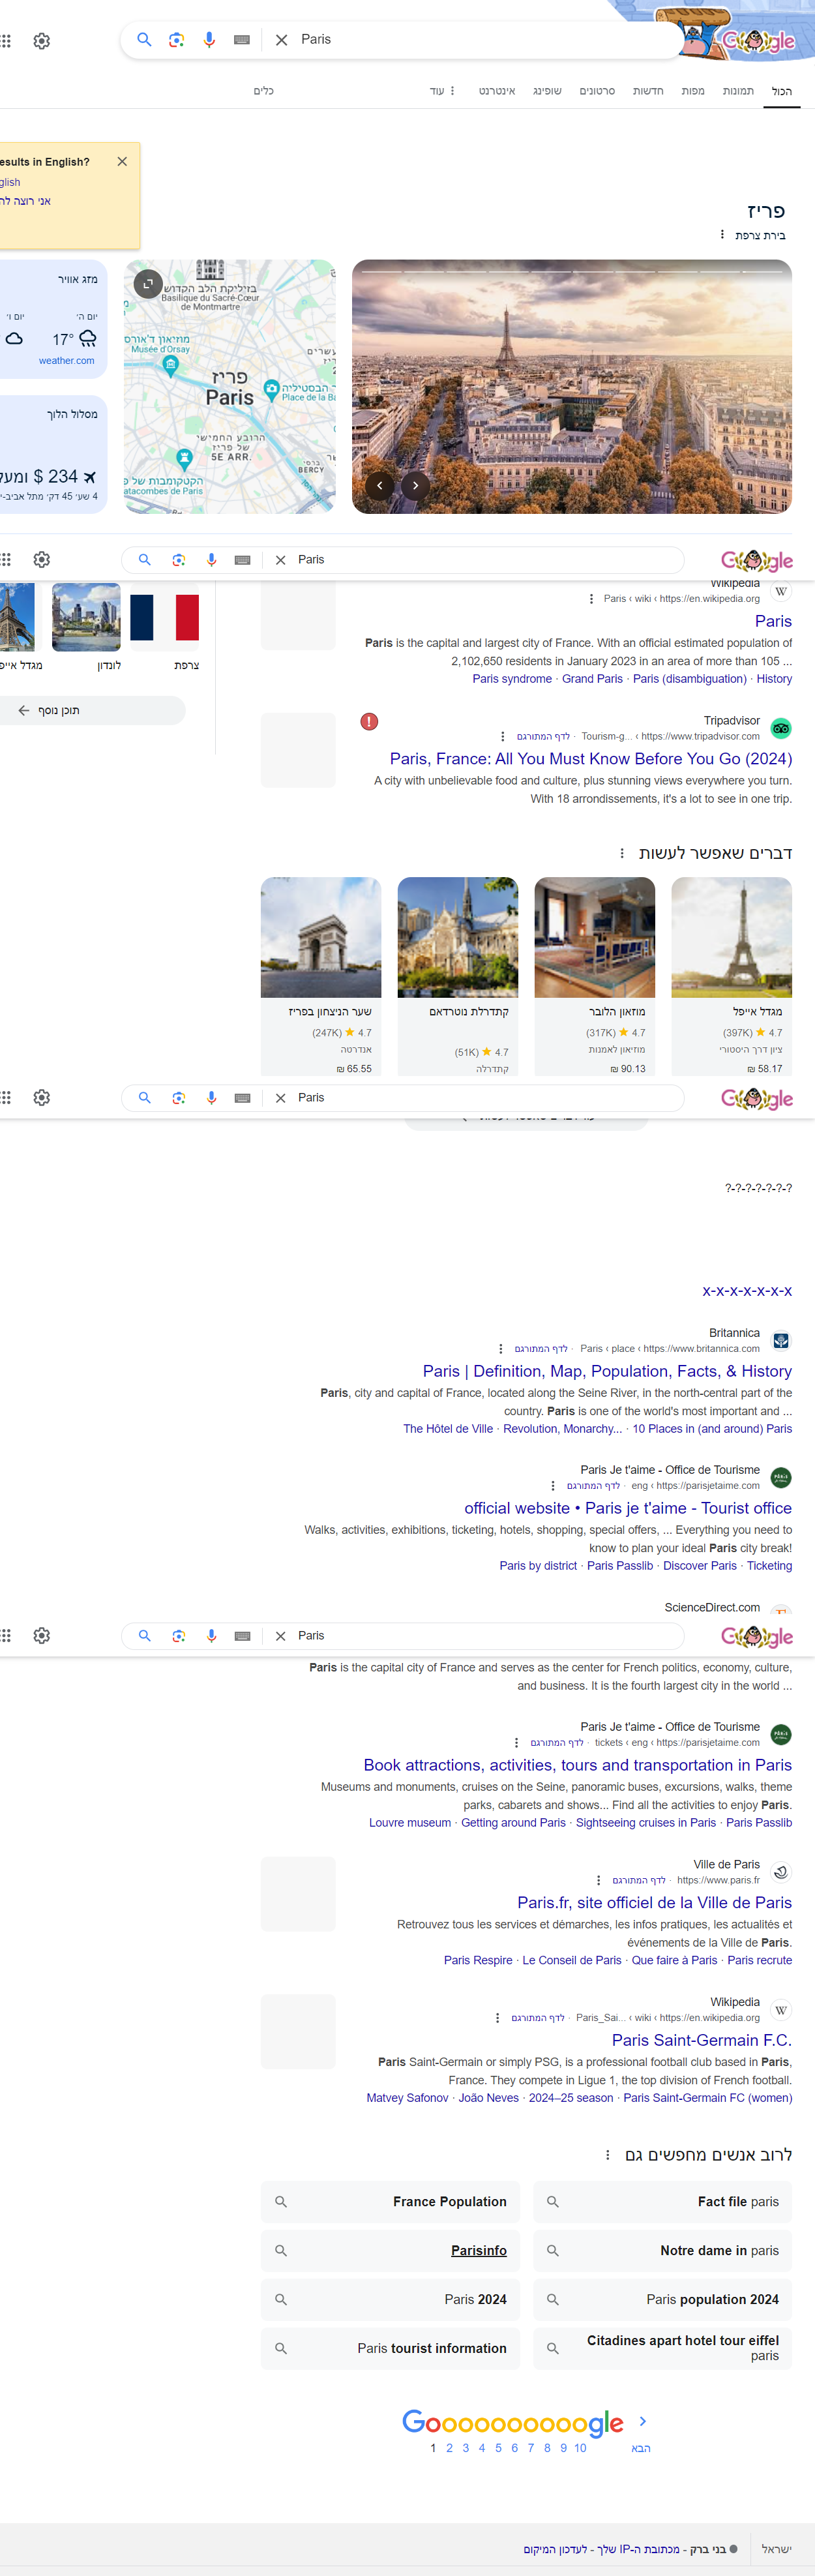 Paris
Google
הכול
תמונות
מפות
חדשות
סרטונים
שופינג
אינטרנט
עוד
כלים
esults in English?
glish
אני רוצה לה
פריז
בירת צרפת
מזג אוויר
יום ה׳
יום ו׳
17°
weather.com
מסלול הלוך
234 $ ומעל
4 שע׳ 45 דק׳ מתל אביב-י
בזיליקת הלב הקדוש
Basilique du Sacré-Cœur
de Montmartre
מוזיאון ד'אורס
Musée d'Orsay
פריז
Paris
הבסטיליה
Place de la Ba
הרובע החמישי
של פריז
5E ARR.
ברסי
BERCY
הקטקומבות של פ
atacombes de Paris
Paris
Google
צרפת
לונדון
מגדל אייפ
תוכן נוסף
Wikipedia
https://en.wikipedia.org › wiki › Paris
Paris
Paris is the capital and largest city of France. With an official estimated population of
2,102,650 residents in January 2023 in an area of more than 105 ...
History · Paris (disambiguation) · Grand Paris · Paris syndrome
Tripadvisor
https://www.tripadvisor.com › Tourism-g... · לדף המתורגם
Paris, France: All You Must Know Before You Go (2024)
A city with unbelievable food and culture, plus stunning views everywhere you turn.
With 18 arrondissements, it's a lot to see in one trip.
דברים שאפשר לעשות
מגדל אייפל
4.7 (397K)
ציון דרך היסטורי
58.17 ₪
מוזאון הלובר
4.7 (317K)
מוזיאון לאמנות
90.13 ₪
קתדרלת נוטרדאם
4.7 (51K)
קתדרלה
שער הניצחון בפריז
4.7 (247K)
אנדרטה
65.55 ₪
Paris
Google
?-?-?-?-?-?-?
x-x-x-x-x-x-x
Britannica
https://www.britannica.com › place › Paris · לדף המתורגם
Paris | Definition, Map, Population, Facts, & History
Paris, city and capital of France, located along the Seine River, in the north-central part of the
country. Paris is one of the world's most important and ...
10 Places in (and around) Paris · Revolution, Monarchy... · The Hôtel de Ville
Paris Je t'aime - Office de Tourisme
https://parisjetaime.com › eng · לדף המתורגם
official website • Paris je t'aime - Tourist office
Walks, activities, exhibitions, ticketing, hotels, shopping, special offers, ... Everything you need to
know to plan your ideal Paris city break!
Ticketing · Discover Paris · Paris Passlib · Paris by district
ScienceDirect.com
Paris
Google
Paris is the capital city of France and serves as the center for French politics, economy, culture,
and business. It is the fourth largest city in the world ...
Paris Je t'aime - Office de Tourisme
https://parisjetaime.com › eng › tickets · לדף המתורגם
Book attractions, activities, tours and transportation in Paris
Museums and monuments, cruises on the Seine, panoramic buses, excursions, walks, theme
parks, cabarets and shows... Find all the activities to enjoy Paris.
Paris Passlib · Sightseeing cruises in Paris · Getting around Paris · Louvre museum
Ville de Paris
https://www.paris.fr · לדף המתורגם
Paris.fr, site officiel de la Ville de Paris
Retrouvez tous les services et démarches, les infos pratiques, les actualités et
événements de la Ville de Paris.
Paris recrute · Que faire à Paris · Le Conseil de Paris · Paris Respire
Wikipedia
https://en.wikipedia.org › wiki › Paris_Sai... · לדף המתורגם
Paris Saint-Germain F.C.
Paris Saint-Germain or simply PSG, is a professional football club based in Paris,
France. They compete in Ligue 1, the top division of French football.
Paris Saint-Germain FC (women) · 2024–25 season · João Neves · Matvey Safonov
לרוב אנשים מחפשים גם
Fact file paris
France Population
Notre dame in paris
Parisinfo
Paris population 2024
Paris 2024
Citadines apart hotel tour eiffel
paris
Paris tourist information
Goooooooooogle
1 2 3 4 5 6 7 8 9 10
הבא
ישראל
בני ברק - מכתובת ה-IP שלך - לעדכון המיקום